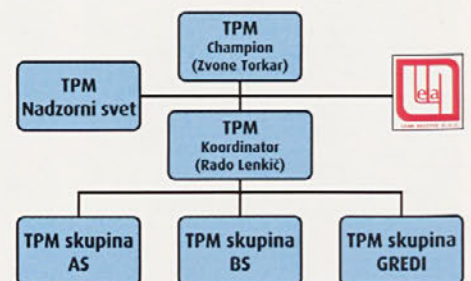 TPM
Champion
(Zvone Torkar)
TPM
Nadzorni svet
lea
TPM
Koordinator
(Rado Lenkič)
TPM skupina
AS
TPM skupina
BS
TPM skupina
GREDI